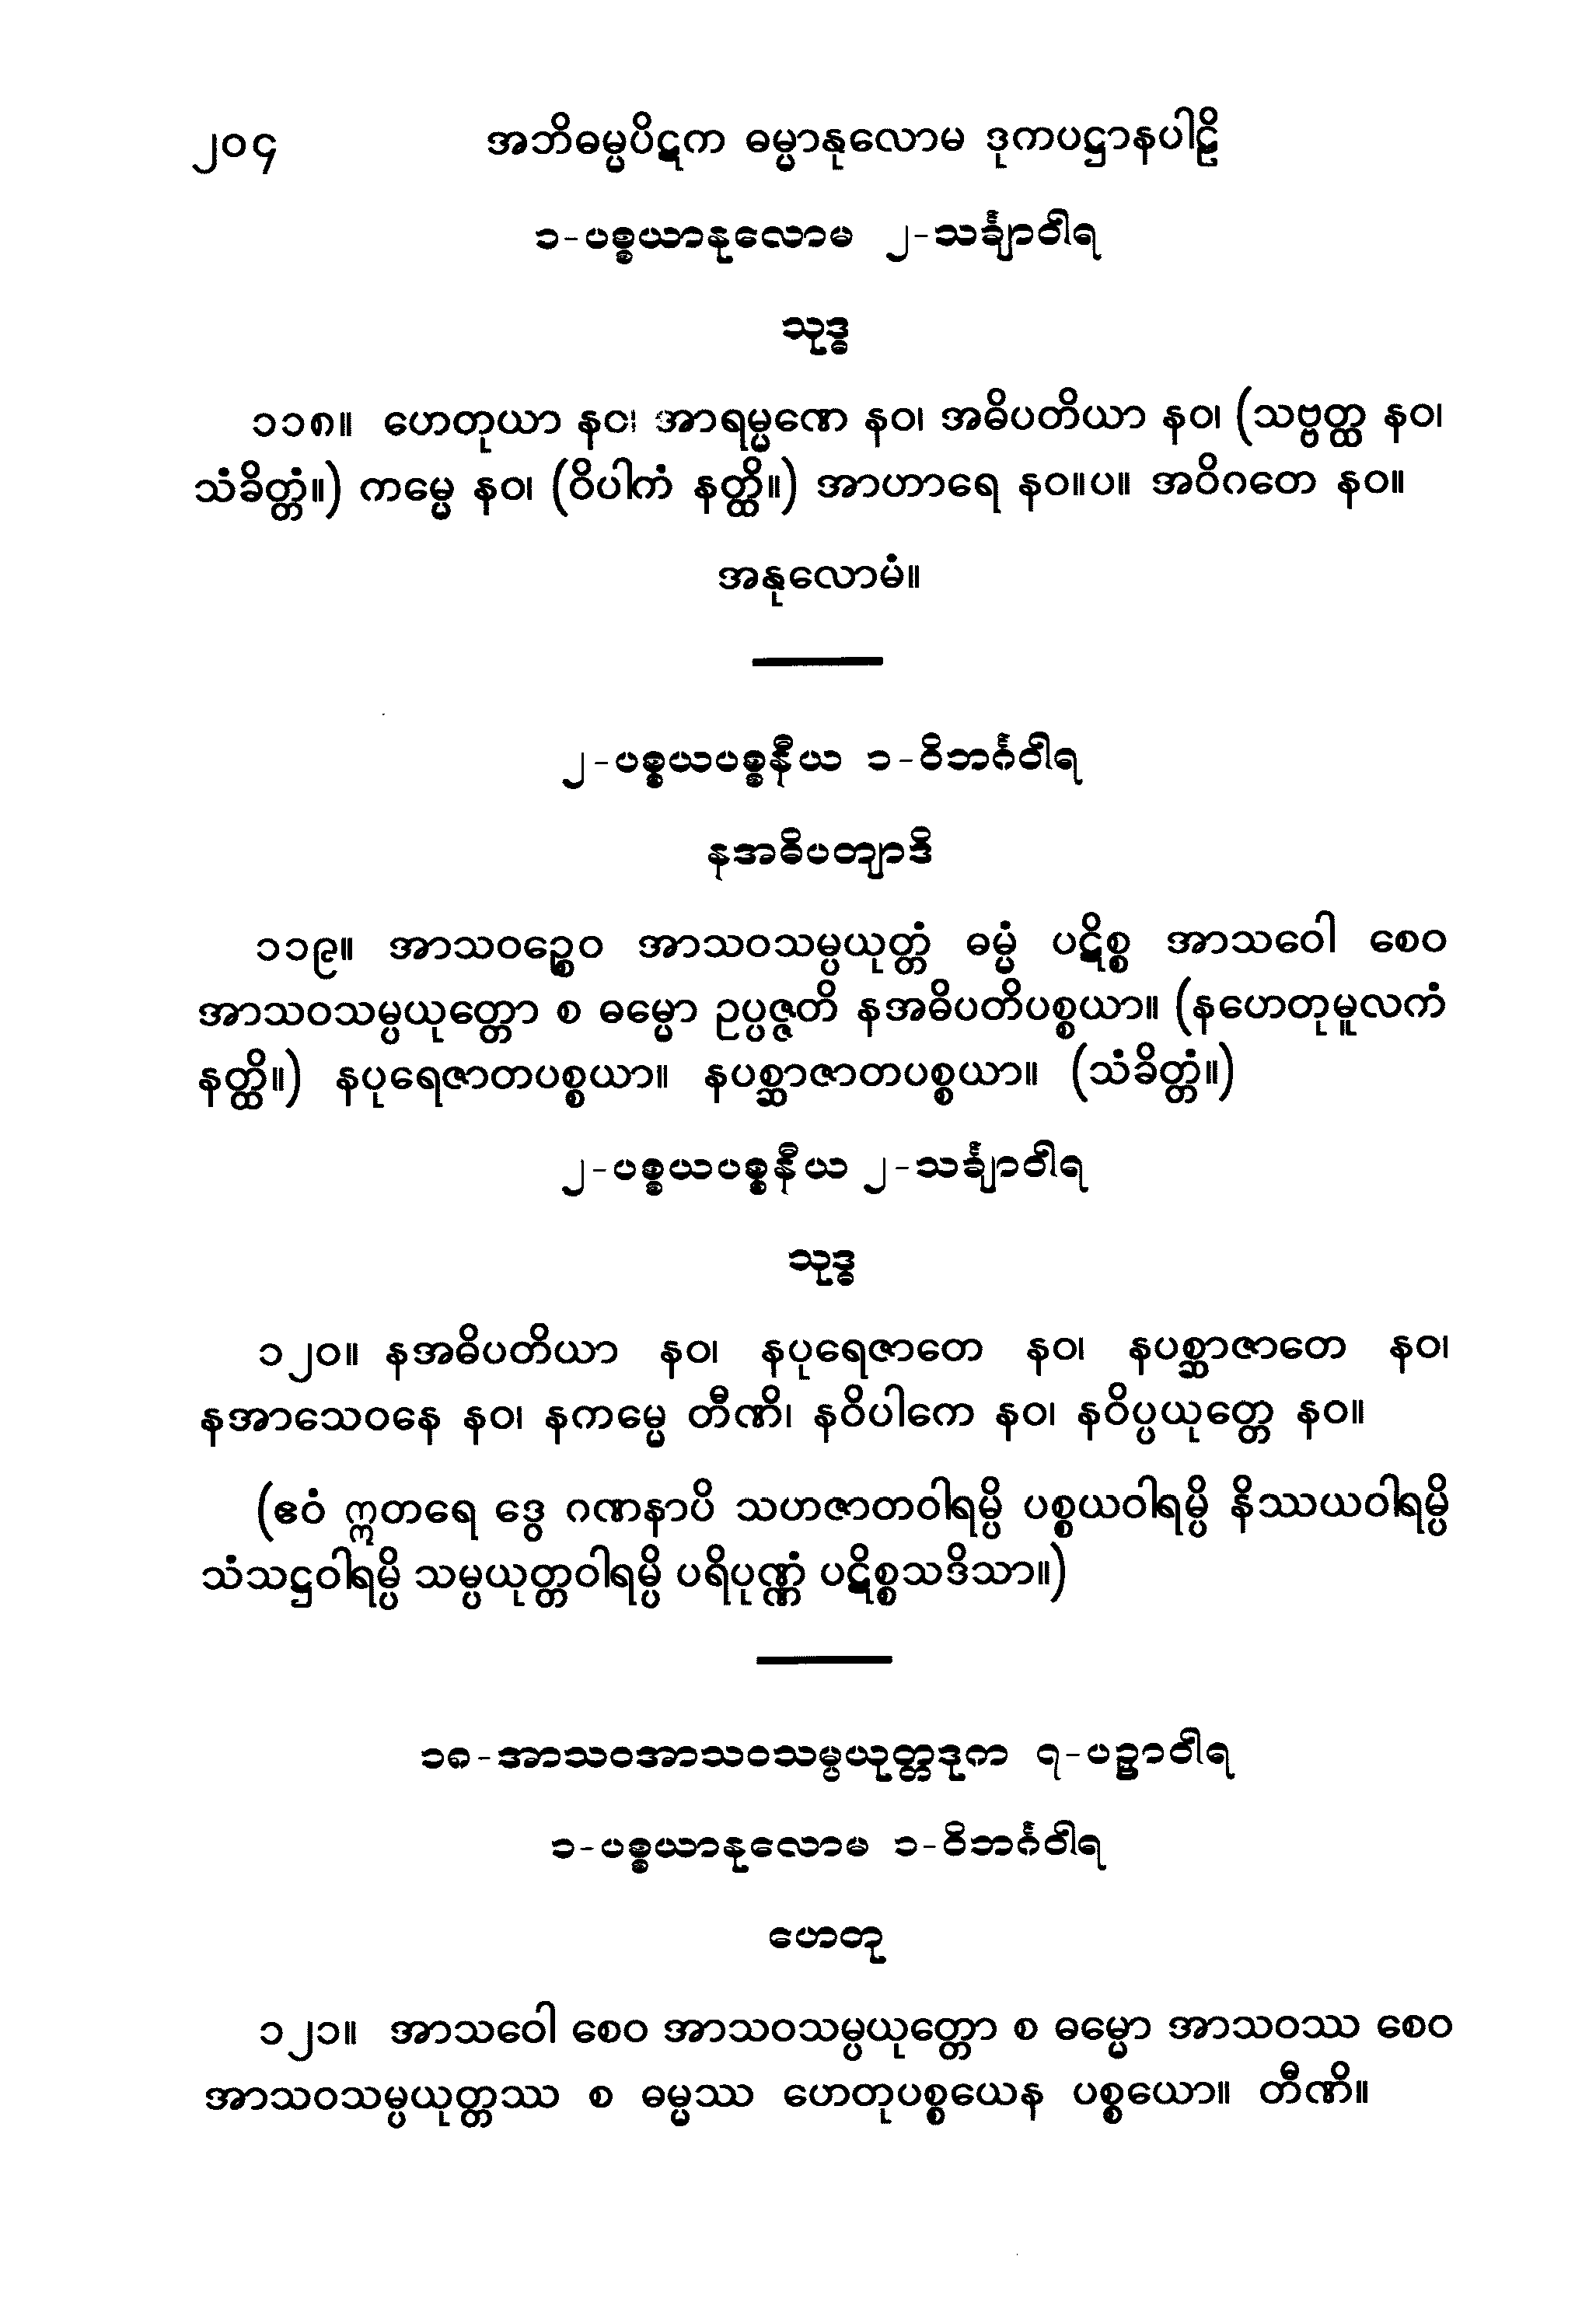 ၂၀၄ အဘိဓမ္မပိဋက ဓမ္မာနုလောမ ဒုကပဋ္ဌာနပါဠိ
၁-ပစ္စယာနုလောမ ၂-သင်္ချာဝါရ
သုဒ္ဓ
၁၁၈။ ဟေတုယာ နဝ၊ အာရမ္မဏေ နဝ၊ အဓိပတိယာ နဝ၊ (သဗ္ဗတ္ထ နဝ၊
သံခိတ္တံ။) ကမ္မေ နဝ၊ (ဝိပါကံ နတ္ထိ။) အာဟာရေ နဝ။ပ။ အဝိဂတေ နဝ။
အနုလောမံ။
၂-ပစ္စယပစ္စနီယ ၁-ဝိဘင်္ဂဝါရ
နအဓိပတျာဒိ
၁၁၉။ အာသဝဉ္စေဝ အာသဝသမ္ပယုတ္တံ ဓမ္မံ ပဋိစ္စ အာသဝေါ စေဝ
အာသဝသမ္ပယုတ္တော စ ဓမ္မော ဥပ္ပဇ္ဇတိ နအဓိပတိပစ္စယာ။ (နဟေတုမူလကံ
နတ္ထိ။) နပုရေဇာတပစ္စယာ။ နပစ္ဆာဇာတပစ္စယာ။ (သံခိတ္တံ။)
၂-ပစ္စယပစ္စနီယ ၂-သင်္ချာဝါရ
သုဒ္ဓ
၁၂၀။ နအဓိပတိယာ နဝ၊ နပုရေဇာတေ နဝ၊ နပစ္ဆာဇာတေ နဝ၊
နအာသေဝနေ နဝ၊ နကမ္မေ တီဏိ၊ နဝိပါကေ နဝ၊ နဝိပ္ပယုတ္တေ နဝ။
(ဧဝံ ဣတရေ ဒွေ ဂဏနာပိ သဟဇာတဝါရမ္ပိ ပစ္စယဝါရမ္ပိ နိဿယဝါရမ္ပိ
သံသဋ္ဌဝါရမ္ပိ သမ္ပယုတ္တဝါရမ္ပိ ပရိပုဏ္ဏံ ပဋိစ္စသဒိသာ။)
၁၈-အာသဝအာသဝသမ္ပယုတ္တဒုက ၇-ပဉှာဝါရ
၁-ပစ္စယာနုလောမ ၁-ဝိဘင်္ဂဝါရ
ဟေတု
၁၂၁။ အာသဝေါ စေဝ အာသဝသမ္ပယုတ္တော စ ဓမ္မော အာသဝဿ စေဝ
အာသဝသမ္ပယုတ္တဿ စ ဓမ္မဿ ဟေတုပစ္စယေန ပစ္စယော။ တီဏိ။